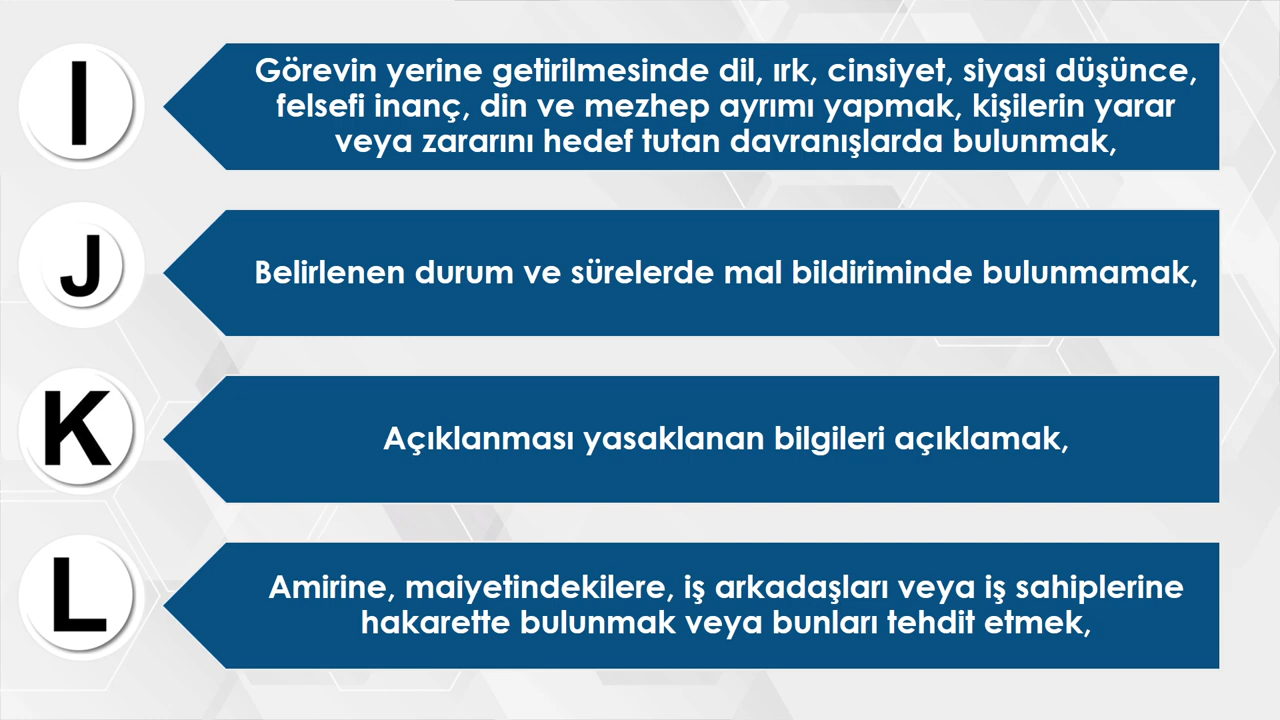 I
Görevin yerine getirilmesinde dil, ırk, cinsiyet, siyasi düşünce,
felsefi inanç, din ve mezhep ayrımı yapmak, kişilerin yarar
veya zararını hedef tutan davranışlarda bulunmak,
J
Belirlenen durum ve sürelerde mal bildiriminde bulunmamak,
K
Açıklanması yasaklanan bilgileri açıklamak,
L
Amirine, maiyetindekilere, iş arkadaşları veya iş sahiplerine
hakarette bulunmak veya bunları tehdit etmek,